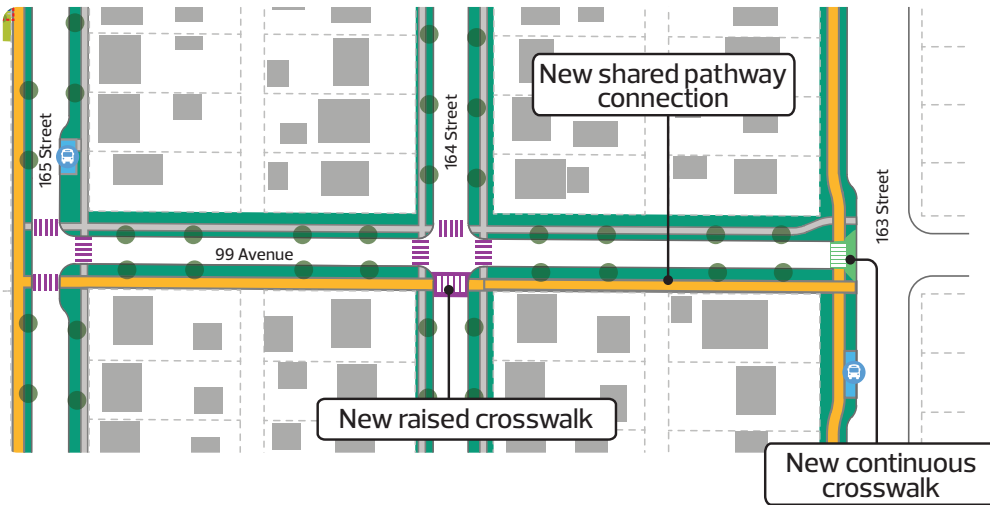 New shared pathway
connection
165 Street
164 Street
163 Street
99 Avenue
New raised crosswalk
New continuous
crosswalk